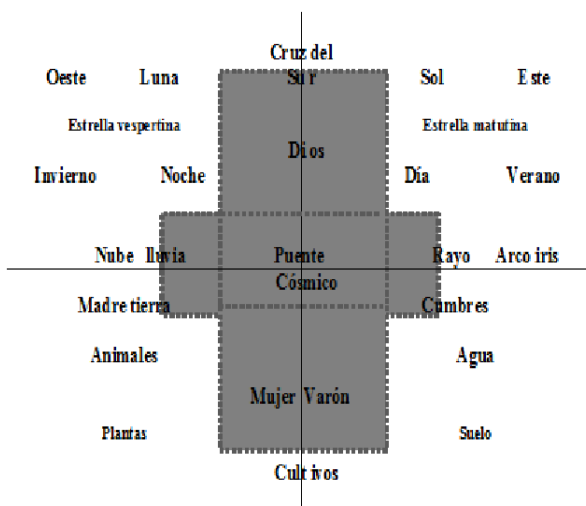 Cruz del
Oeste Luna Sur Sol Este
Estrella vespertina Estrella matutina
Dios
Invierno Noche Día Verano
Nube lluvia Puente Rayo Arco iris
Cósmico
Madre tierra Cumbres
Animales Agua
Mujer Varón
Plantas Suelo
Cultivos